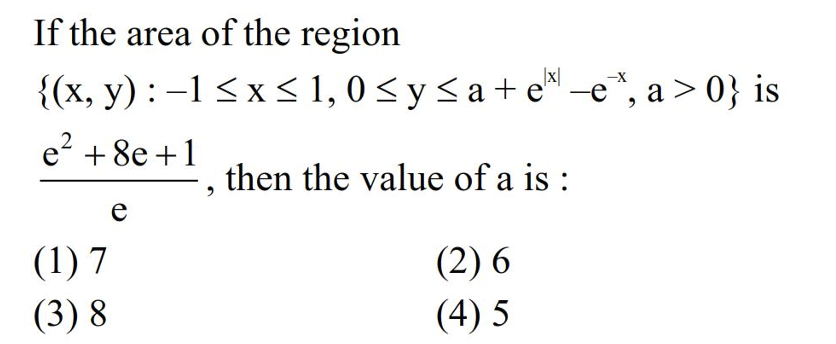 If the area of the region
{(x, y) : –1 ≤ x ≤ 1, 0 ≤ y ≤ a + e^|x| –e^–x, a > 0} is
(e² + 8e + 1)/e , then the value of a is :
(1) 7 (2) 6
(3) 8 (4) 5